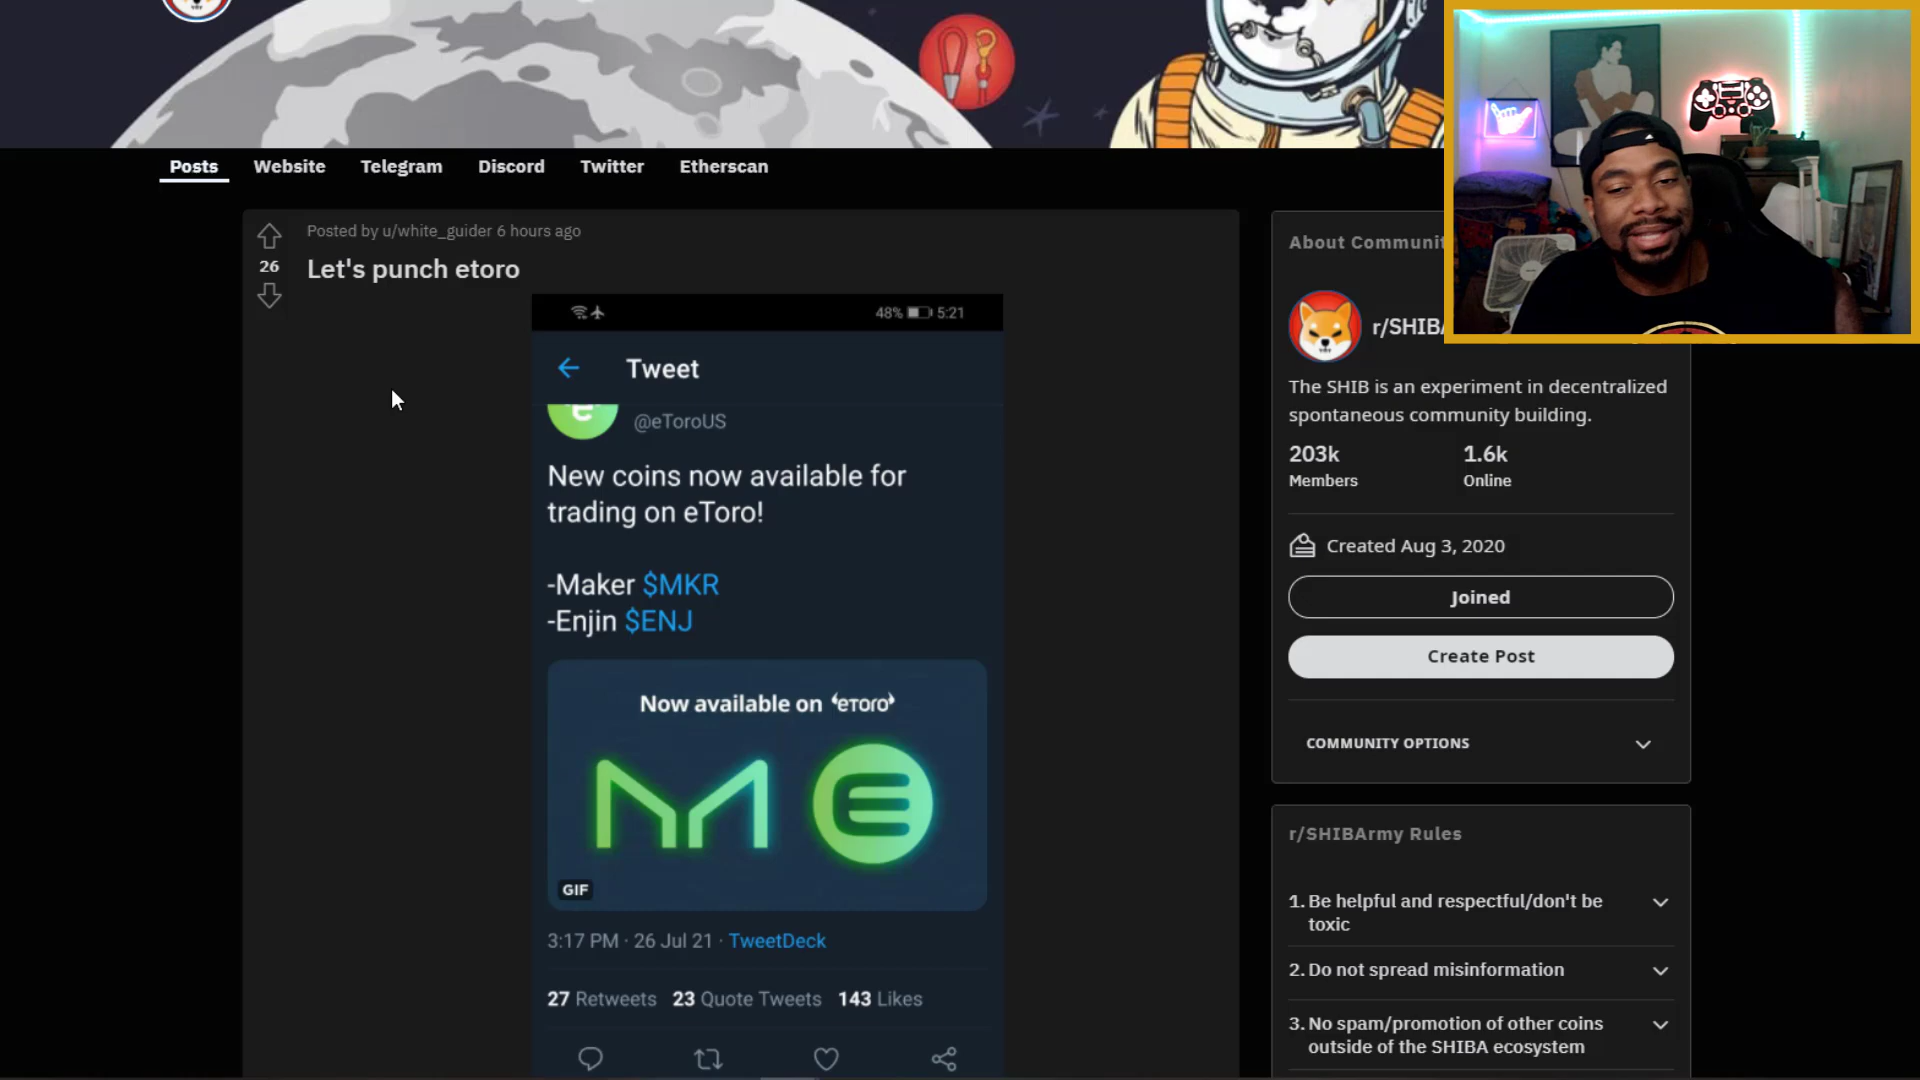 Posts Website Telegram Discord Twitter Etherscan
Posted by u/white_guider 6 hours ago
26
Let's punch etoro
48% 5:21
Tweet
@eToroUS
New coins now available for
trading on eToro!
-Maker $MKR
-Enjin $ENJ
Now available on eToro
GIF
3:17 PM · 26 Jul 21 · TweetDeck
27 Retweets 23 Quote Tweets 143 Likes
About
r/SHIBA
The SHIB is an experiment in decentralized
spontaneous community building.
203k 1.6k
Members Online
Created Aug 3, 2020
Joined
Create Post
COMMUNITY OPTIONS
r/SHIBArmy Rules
1. Be helpful and respectful/don't be
toxic
2. Do not spread misinformation
3. No spam/promotion of other coins
outside of the SHIBA ecosystem